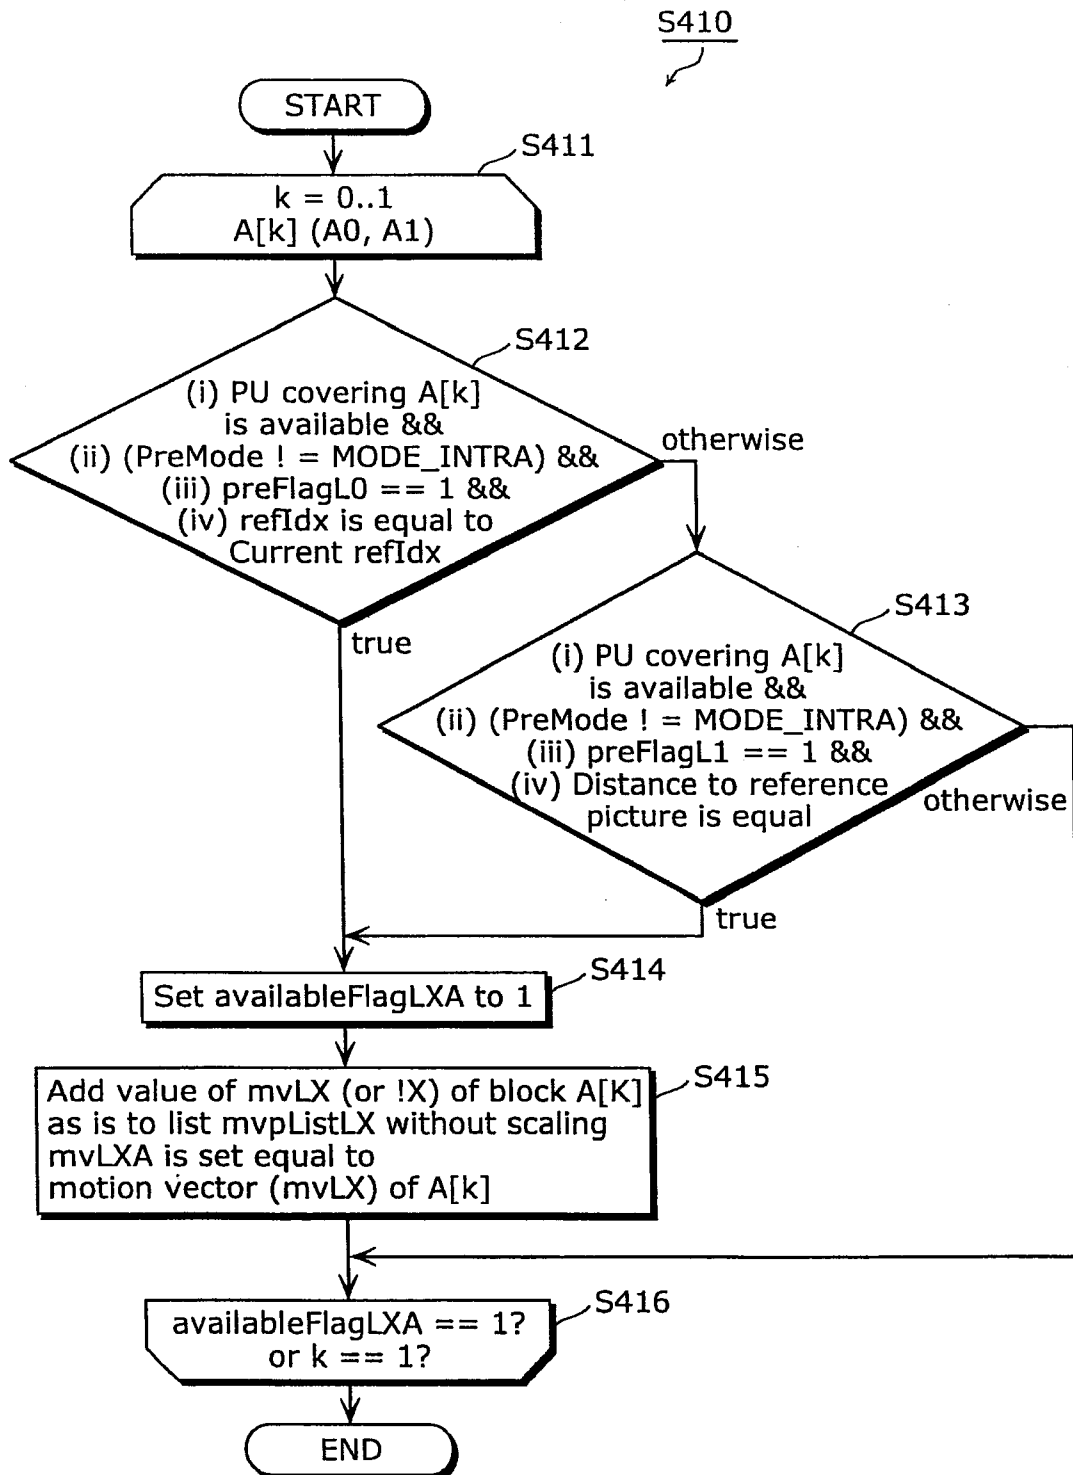 S410
START
S411
k = 0..1
A[k] (A0, A1)
S412
(i) PU covering A[k]
is available &&
(ii) (PreMode ! = MODE_INTRA) &&
(iii) preFlagL0 == 1 &&
(iv) refIdx is equal to
Current refIdx
otherwise
true
S413
(i) PU covering A[k]
is available &&
(ii) (PreMode ! = MODE_INTRA) &&
(iii) preFlagL1 == 1 &&
(iv) Distance to reference
picture is equal
otherwise
true
S414
Set availableFlagLXA to 1
S415
Add value of mvLX (or !X) of block A[K]
as is to list mvpListLX without scaling
mvLXA is set equal to
motion vector (mvLX) of A[k]
S416
availableFlagLXA == 1?
or k == 1?
END